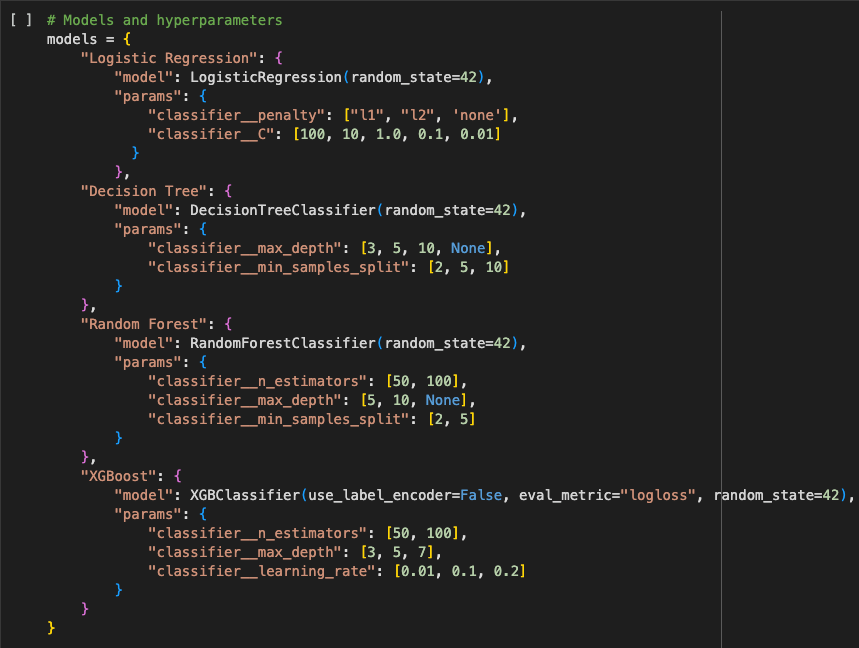 [ ] # Models and hyperparameters
models = {
    "Logistic Regression": {
        "model": LogisticRegression(random_state=42),
        "params": {
            "classifier__penalty": ["l1", "l2", 'none'],
            "classifier__C": [100, 10, 1.0, 0.1, 0.01]
          }
        },
    "Decision Tree": {
        "model": DecisionTreeClassifier(random_state=42),
        "params": {
            "classifier__max_depth": [3, 5, 10, None],
            "classifier__min_samples_split": [2, 5, 10]
        }
    },
    "Random Forest": {
        "model": RandomForestClassifier(random_state=42),
        "params": {
            "classifier__n_estimators": [50, 100],
            "classifier__max_depth": [5, 10, None],
            "classifier__min_samples_split": [2, 5]
        }
    },
    "XGBoost": {
        "model": XGBClassifier(use_label_encoder=False, eval_metric="logloss", random_state=42),
        "params": {
            "classifier__n_estimators": [50, 100],
            "classifier__max_depth": [3, 5, 7],
            "classifier__learning_rate": [0.01, 0.1, 0.2]
        }
    }
}